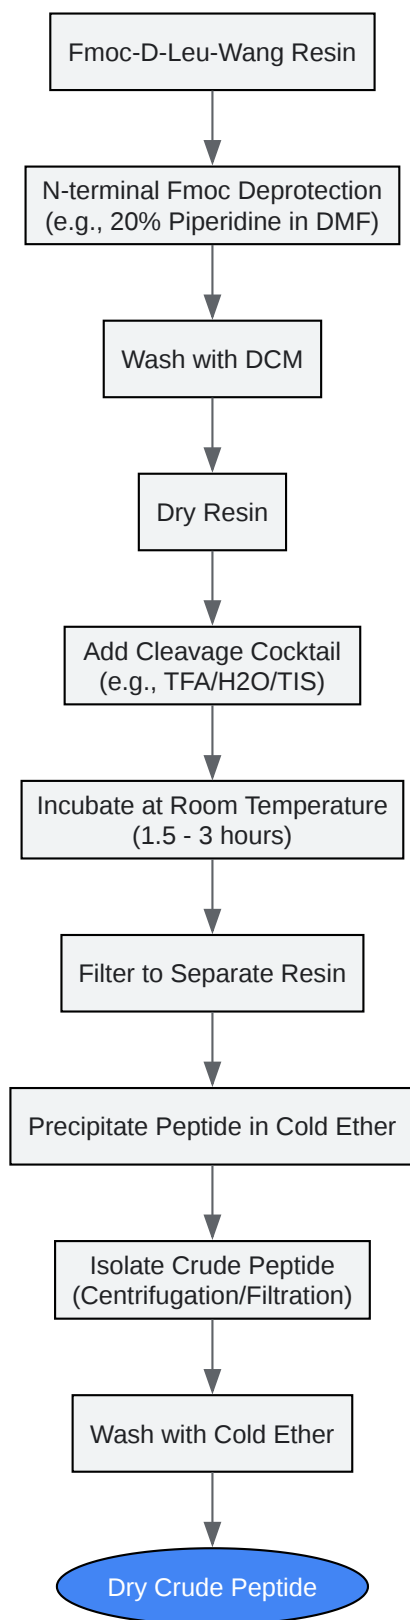 Fmoc-D-Leu-Wang Resin
N-terminal Fmoc Deprotection
(e.g., 20% Piperidine in DMF)
Wash with DCM
Dry Resin
Add Cleavage Cocktail
(e.g., TFA/H2O/TIS)
Incubate at Room Temperature
(1.5 - 3 hours)
Filter to Separate Resin
Precipitate Peptide in Cold Ether
Isolate Crude Peptide
(Centrifugation/Filtration)
Wash with Cold Ether
Dry Crude Peptide